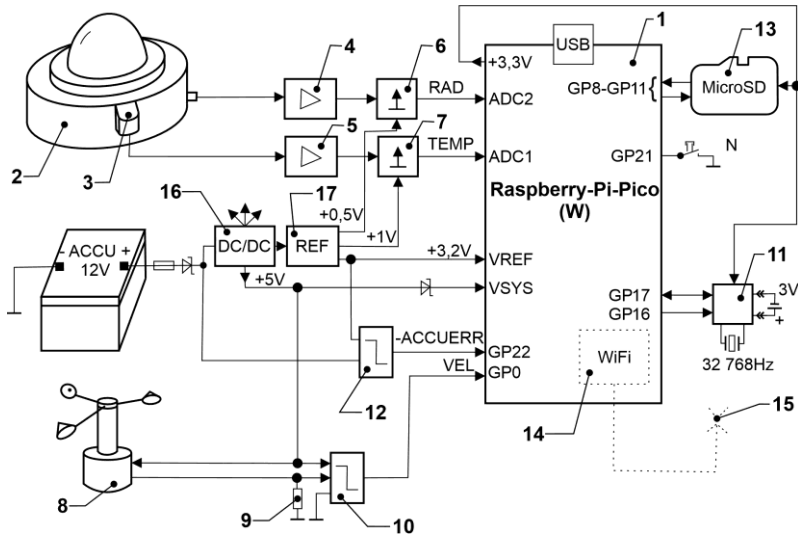 4
6
1
13
USB
+3,3V
RAD
GP8-GP11{
MicroSD
ADC2
5
7
TEMP
ADC1
GP21
N
2
3
16
17
+0,5V
Raspberry-Pi-Pico
(W)
- ACCU +
12V
DC/DC
REF
+1V
+3,2V
VREF
11
+5V
VSYS
GP17
3V
GP16
+
-ACCUERR
GP22
WiFi
32 768Hz
VEL
GP0
8
12
14
15
9
10